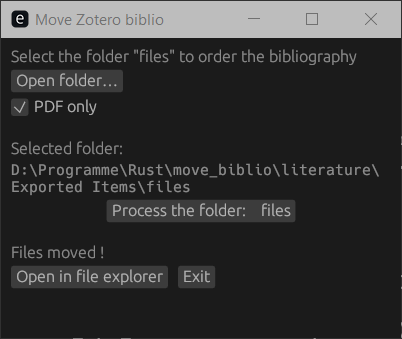 e Move Zotero biblio
Select the folder "files" to order the bibliography
Open folder...
PDF only
Selected folder:
D:\Programme\Rust\move_biblio\literature\
Exported Items\files
Process the folder: files
Files moved !
Open in file explorer Exit